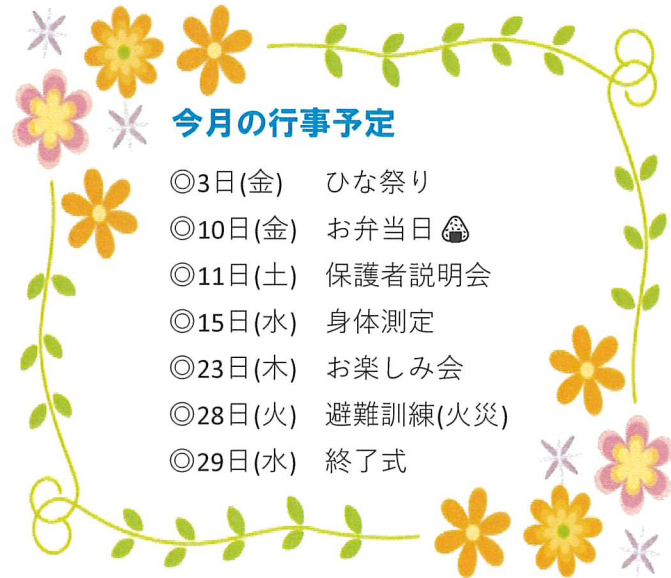 今月の行事予定
◎3日(金) ひな祭り
◎10日(金) お弁当日🍙
◎11日(土) 保護者説明会
◎15日(水) 身体測定
◎23日(木) お楽しみ会
◎28日(火) 避難訓練(火災)
◎29日(水) 終了式